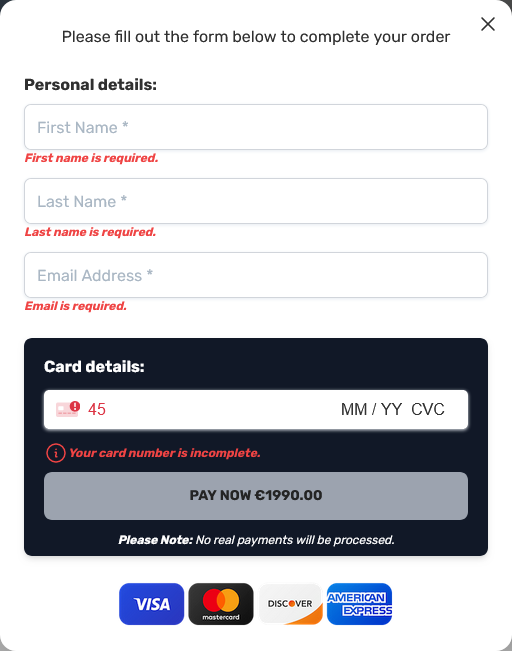 Please fill out the form below to complete your order
Personal details:
First Name *
First name is required.
Last Name *
Last name is required.
Email Address *
Email is required.
Card details:
45 MM / YY CVC
Your card number is incomplete.
PAY NOW €1990.00
Please Note: No real payments will be processed.
VISA mastercard DISCOVER AMERICAN EXPRESS